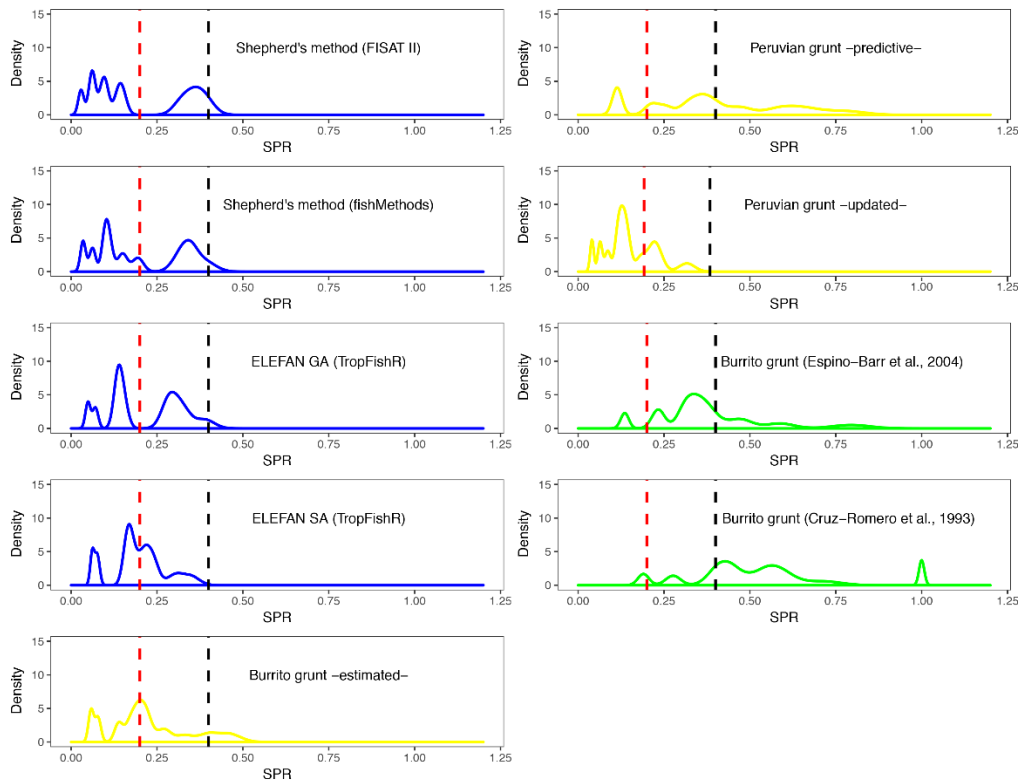 15
10
5
0
Density
Shepherd's method (FISAT II)
0.00 0.25 0.50 0.75 1.00 1.25
SPR
15
10
5
0
Density
Peruvian grunt −predictive−
0.00 0.25 0.50 0.75 1.00 1.25
SPR
15
10
5
0
Density
Shepherd's method (fishMethods)
0.00 0.25 0.50 0.75 1.00 1.25
SPR
15
10
5
0
Density
Peruvian grunt −updated−
0.00 0.25 0.50 0.75 1.00 1.25
SPR
15
10
5
0
Density
ELEFAN GA (TropFishR)
0.00 0.25 0.50 0.75 1.00 1.25
SPR
15
10
5
0
Density
Burrito grunt (Espino−Barr et al., 2004)
0.00 0.25 0.50 0.75 1.00 1.25
SPR
15
10
5
0
Density
ELEFAN SA (TropFishR)
0.00 0.25 0.50 0.75 1.00 1.25
SPR
15
10
5
0
Density
Burrito grunt (Cruz−Romero et al., 1993)
0.00 0.25 0.50 0.75 1.00 1.25
SPR
15
10
5
0
Density
Burrito grunt −estimated−
0.00 0.25 0.50 0.75 1.00 1.25
SPR